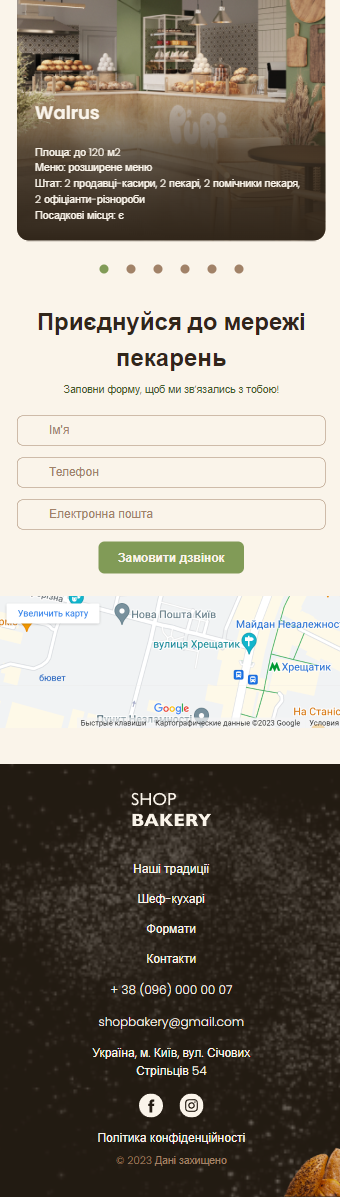 Walrus
Площа: до 120 м2
Меню: розширене меню
Штат: 2 продавці-касири, 2 пекарі, 2 помічники пекаря,
2 офіціанти-різнороби
Посадкові місця: є
Приєднуйся до мережі
пекарень
Заповни форму, щоб ми зв'язались з тобою!
Ім'я
Телефон
Електронна пошта
Замовити дзвінок
Увеличить карту
Нова Пошта Київ
Майдан Незалежнос
вулиця Хрещатик
Хрещатик
бювет
Google
На Станіс
Пункт Незламності
Быстрые клавиши Картографические данные ©2023 Google Условия
SHOP
BAKERY
Наші традиції
Шеф-кухарі
Формати
Контакти
+ 38 (096) 000 00 07
shopbakery@gmail.com
Україна, м. Київ, вул. Січових
Стрільців 54
Політика конфіденційності
© 2023 Дані захищено